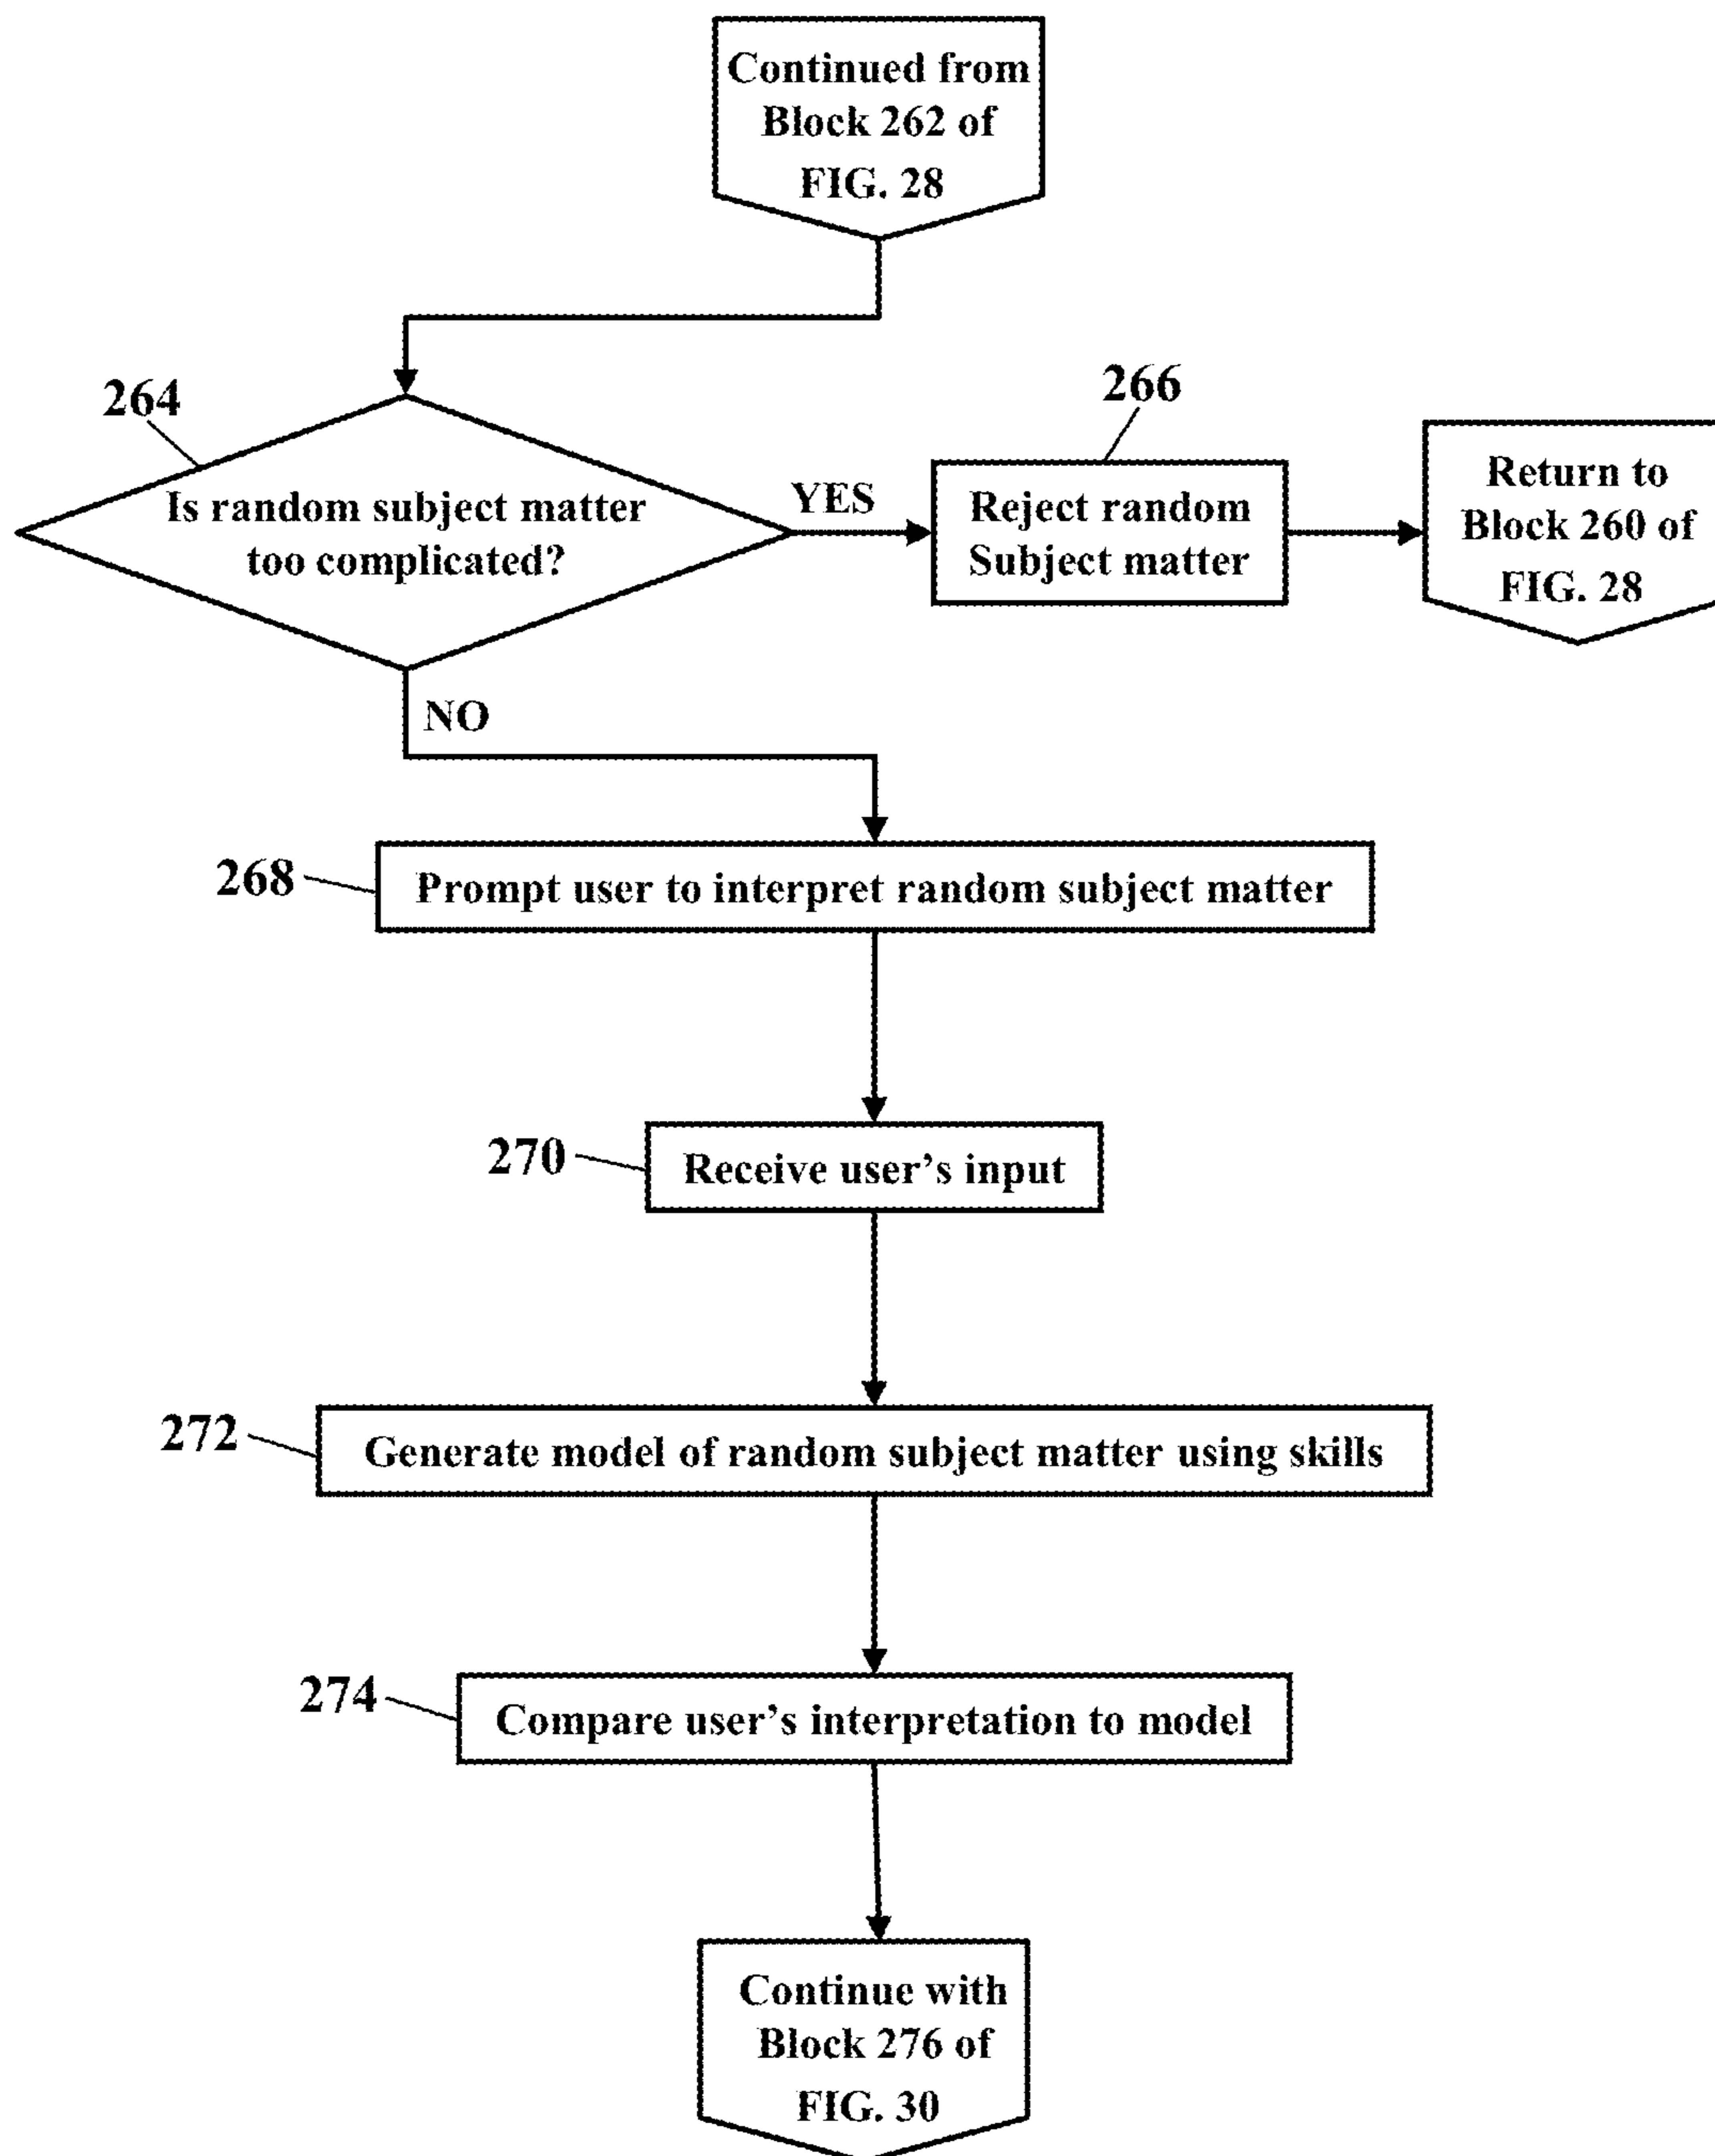 Continued from
Block 262 of
FIG. 28
264
Is random subject matter
too complicated?
YES
266
Reject random
Subject matter
Return to
Block 260 of
FIG. 28
NO
268
Prompt user to interpret random subject matter
270
Receive user’s input
272
Generate model of random subject matter using skills
274
Compare user’s interpretation to model
Continue with
Block 276 of
FIG. 30